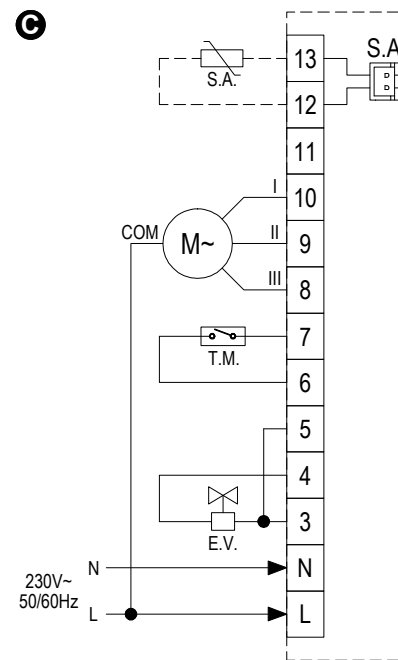 C
S.A.
S.A
13
12
11
10
9
8
7
6
5
4
3
N
L
I
II
III
COM
M~
T.M.
E.V.
N
230V~
50/60Hz
L